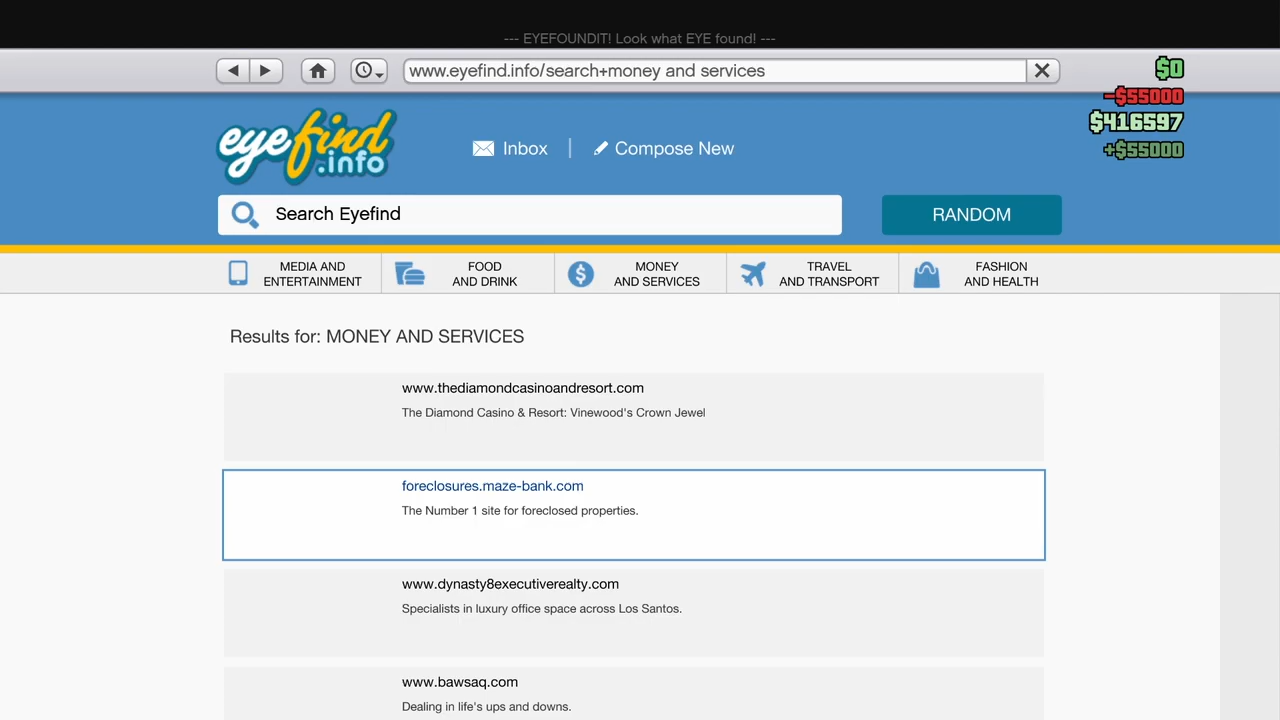 --- EYEFOUNDIT! Look what EYE found! ---
www.eyefind.info/search+money and services
$0
-$55000
$416597
+$55000
eyefind
.info
Inbox
Compose New
Search Eyefind
RANDOM
MEDIA AND
ENTERTAINMENT
FOOD
AND DRINK
MONEY
AND SERVICES
TRAVEL
AND TRANSPORT
FASHION
AND HEALTH
Results for: MONEY AND SERVICES
www.thediamondcasinoandresort.com
The Diamond Casino & Resort: Vinewood's Crown Jewel
foreclosures.maze-bank.com
The Number 1 site for foreclosed properties.
www.dynasty8executiverealty.com
Specialists in luxury office space across Los Santos.
www.bawsaq.com
Dealing in life's ups and downs.